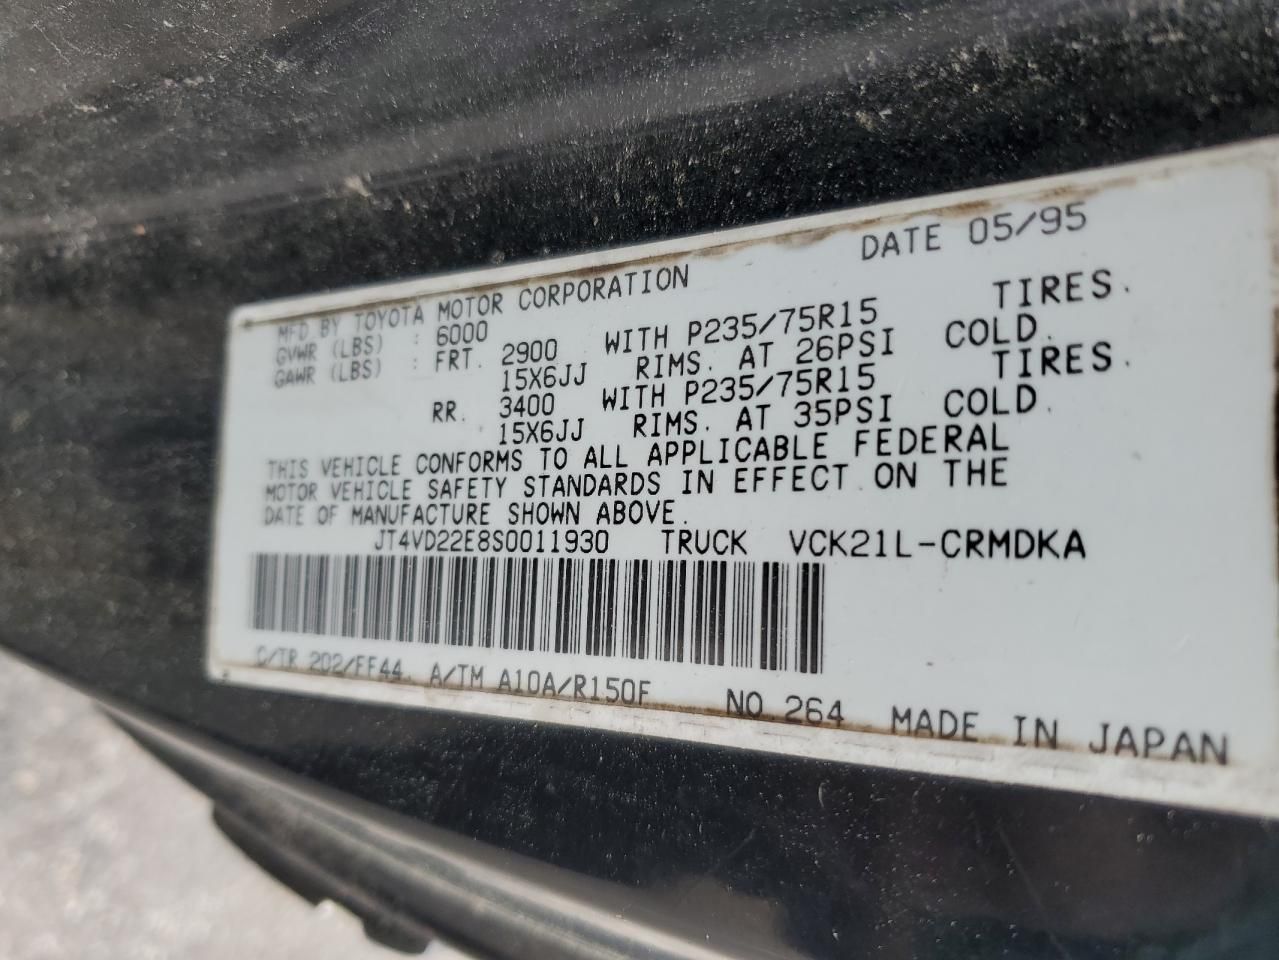 MFD BY TOYOTA MOTOR CORPORATION DATE 05/95
GVWR (LBS) : 6000
GAWR (LBS) : FRT. 2900 WITH P235/75R15 TIRES.
15X6JJ RIMS. AT 26PSI COLD.
RR. 3400 WITH P235/75R15 TIRES.
15X6JJ RIMS. AT 35PSI COLD.
THIS VEHICLE CONFORMS TO ALL APPLICABLE FEDERAL
MOTOR VEHICLE SAFETY STANDARDS IN EFFECT ON THE
DATE OF MANUFACTURE SHOWN ABOVE.
JT4VD22E8S0011930 TRUCK VCK21L-CRMDKA
C/TR 202/FF44 A/TM A10A/R150F NO 264 MADE IN JAPAN